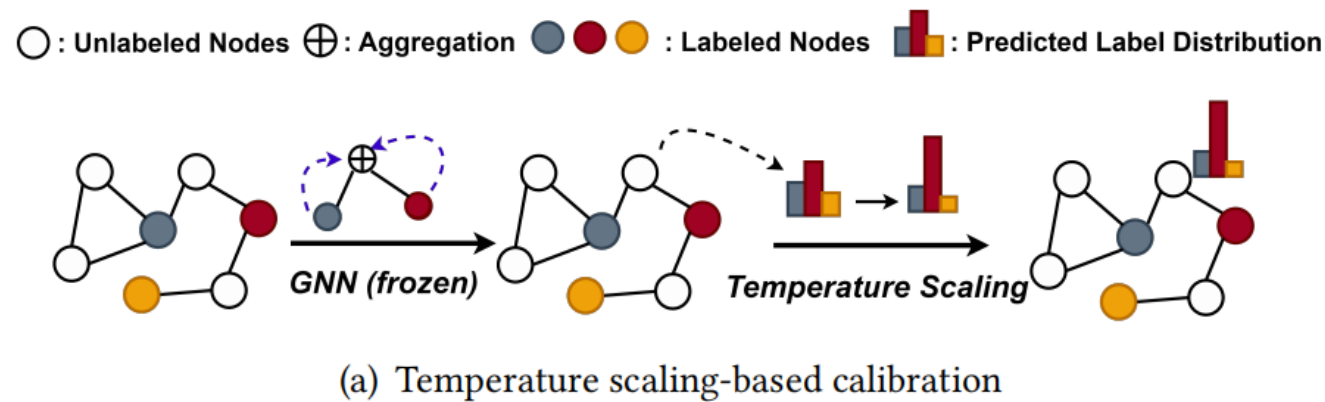 : Unlabeled Nodes : Aggregation : Labeled Nodes : Predicted Label Distribution
GNN (frozen)
Temperature Scaling
(a) Temperature scaling-based calibration